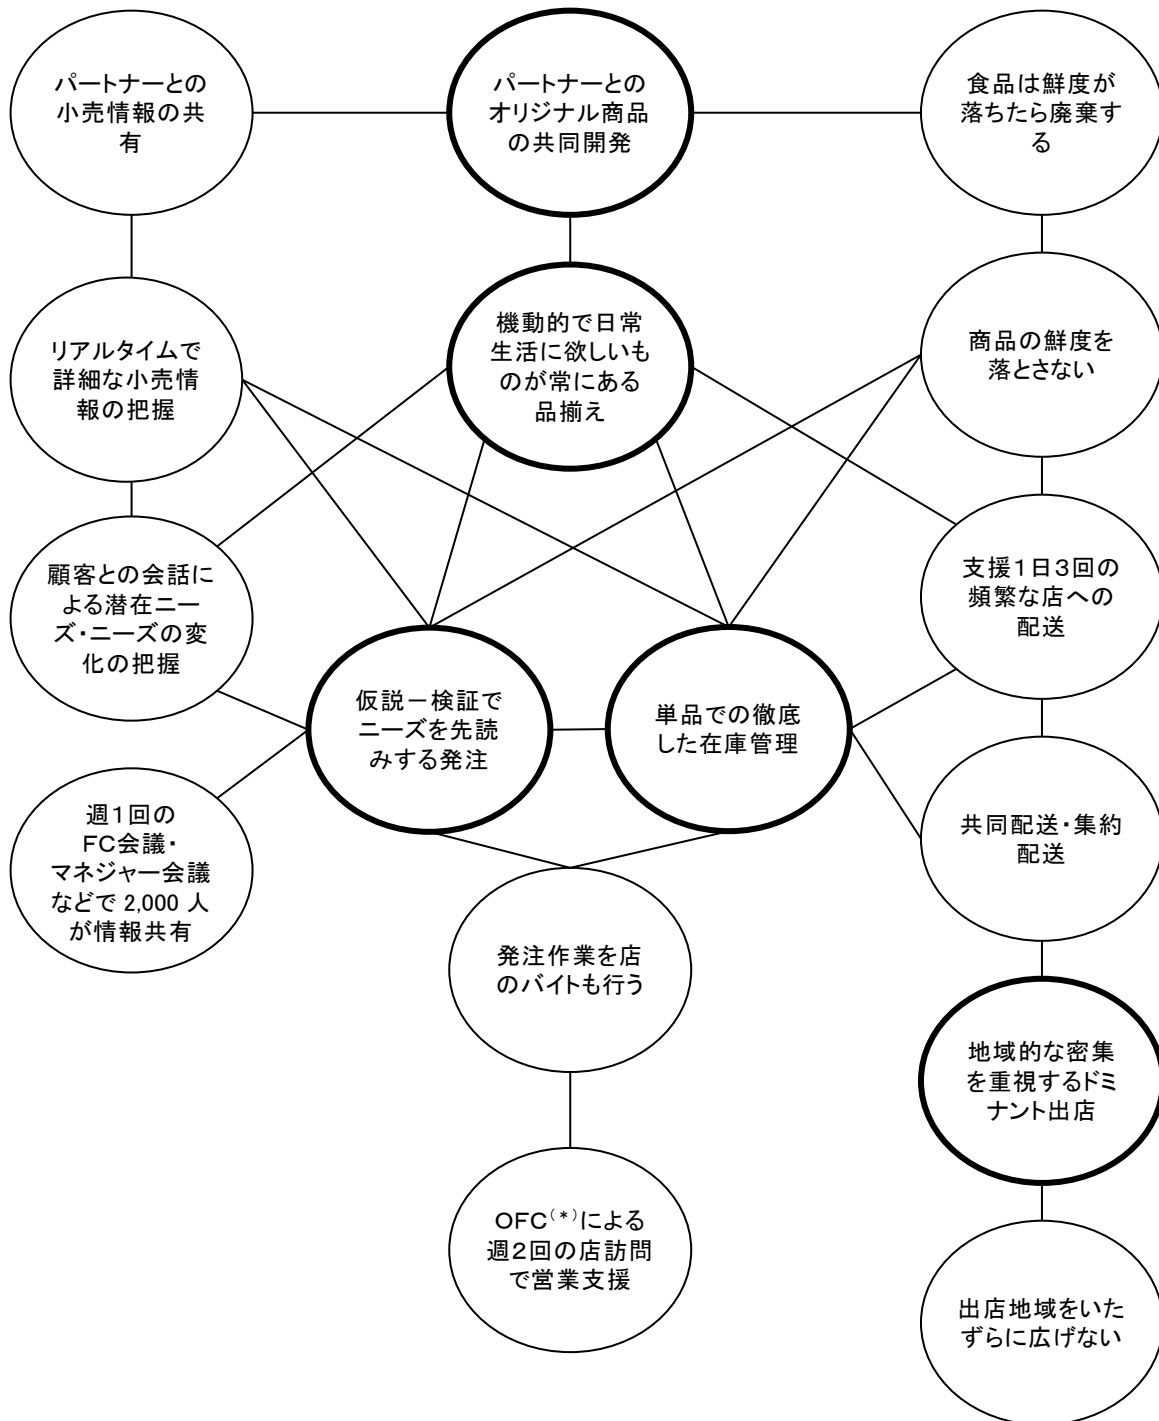 パートナーとの
小売情報の共
有
パートナーとの
オリジナル商品
の共同開発
食品は鮮度が
落ちたら廃棄す
る
リアルタイムで
詳細な小売情
報の把握
機動的で日常
生活に欲しいも
のが常にある
品揃え
商品の鮮度を
落とさない
顧客との会話に
よる潜在ニー
ズ・ニーズの変
化の把握
支援1日3回の
頻繁な店への
配送
仮説－検証で
ニーズを先読
みする発注
単品での徹底
した在庫管理
週1回の
FC会議・
マネジャー会議
などで 2,000 人
が情報共有
共同配送・集約
配送
発注作業を店
のバイトも行う
地域的な密集
を重視するドミ
ナント出店
OFC(*)による
週2回の店訪問
で営業支援
出店地域をいた
ずらに広げない